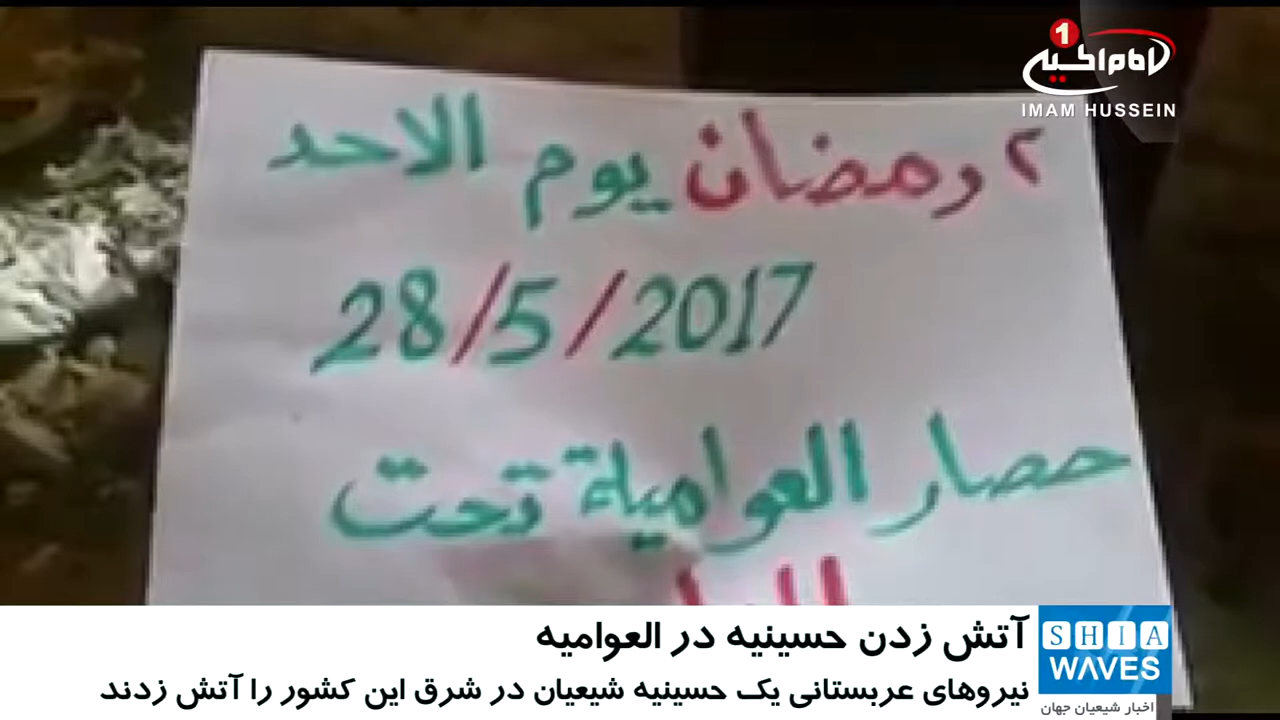 1
امام حسین
IMAM HUSSEIN
٢ رمضان يوم الاحد
28/5/2017
حصار العوامية تحت
آتش زدن حسینیه در العوامیه
نیروهای عربستانی یک حسینیه شیعیان در شرق این کشور را آتش زدند
SHIA
WAVES
اخبار شیعیان جهان